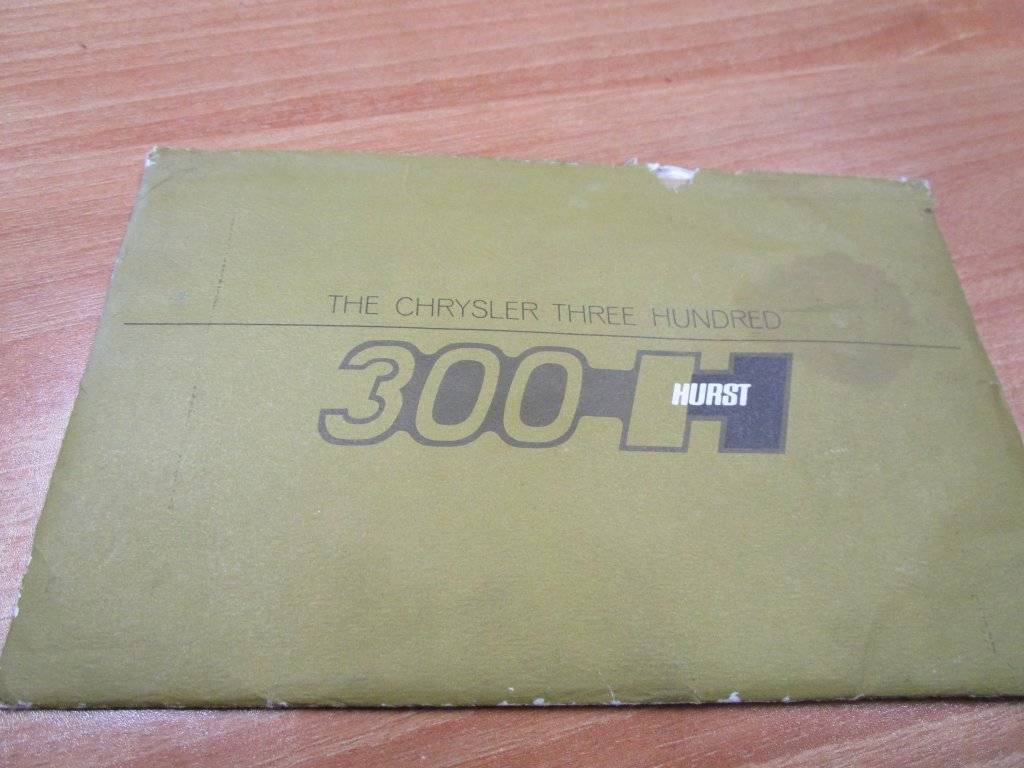 THE CHRYSLER THREE HUNDRED
300-H
HURST